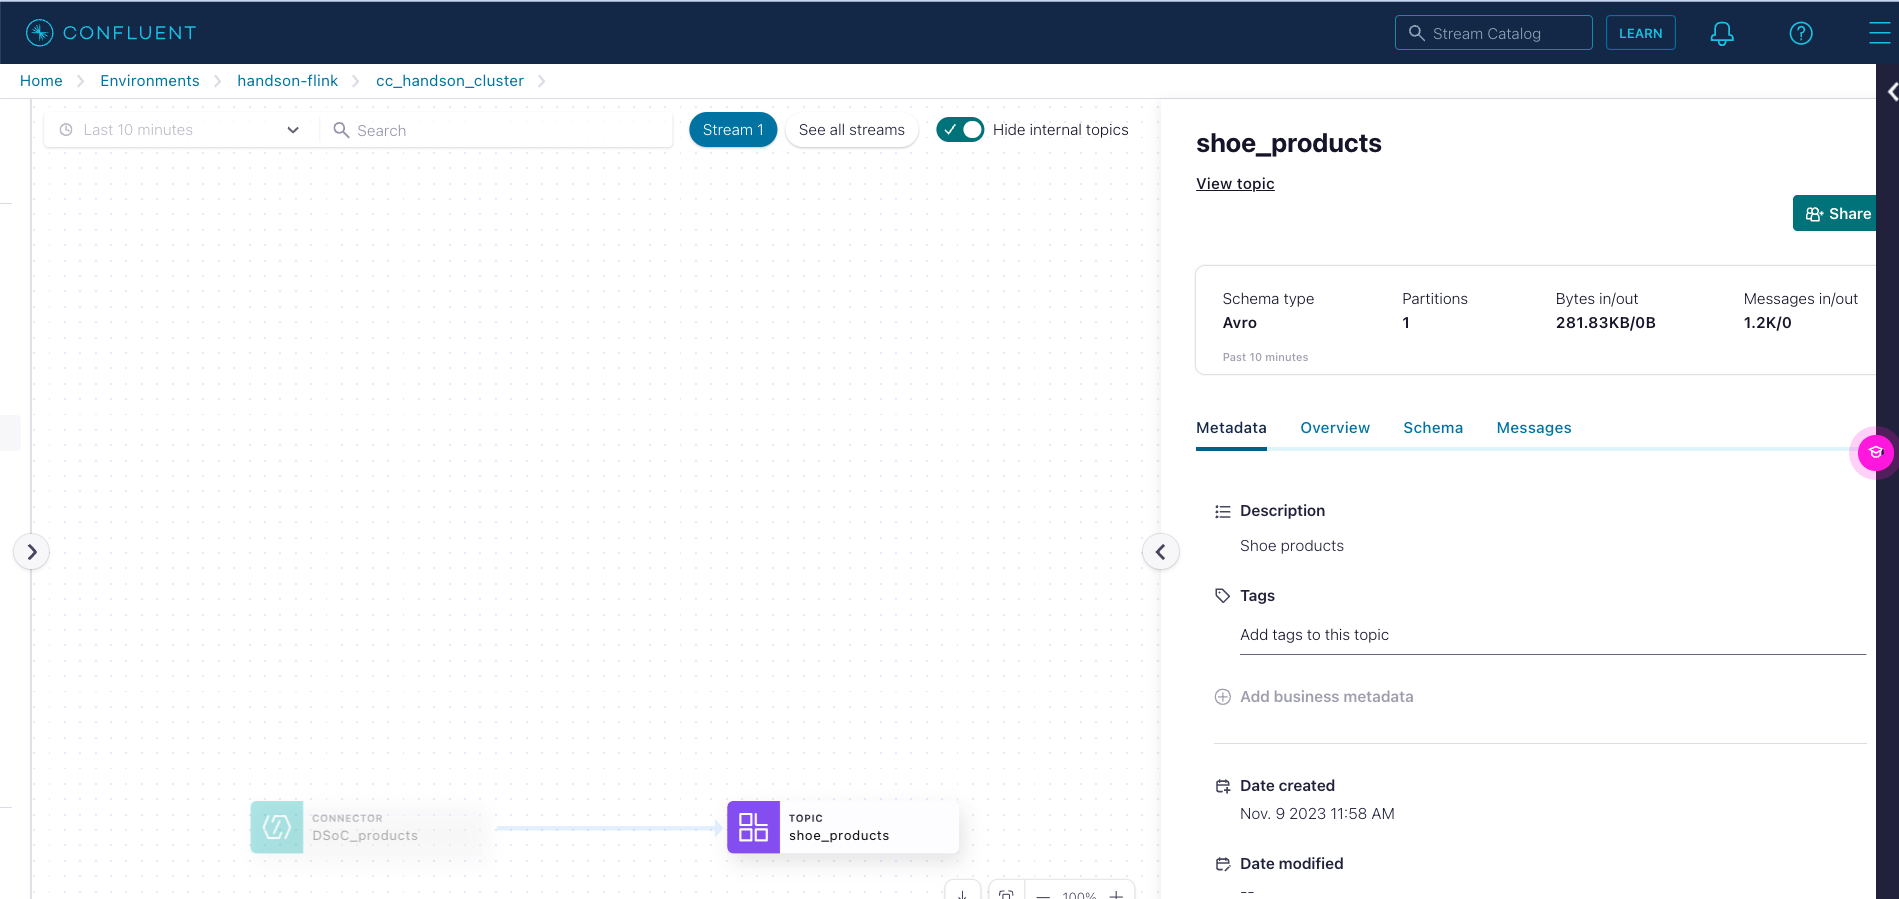 CONFLUENT
Stream Catalog
LEARN
Home
Environments
handson-flink
cc_handson_cluster
Last 10 minutes
Search
Stream 1
See all streams
Hide internal topics
shoe_products
View topic
Share
Schema type
Avro
Partitions
1
Bytes in/out
281.83KB/0B
Messages in/out
1.2K/0
Past 10 minutes
Metadata
Overview
Schema
Messages
Description
Shoe products
Tags
Add tags to this topic
Add business metadata
Date created
Nov. 9 2023 11:58 AM
Date modified
--
CONNECTOR
DSoC_products
TOPIC
shoe_products
100%